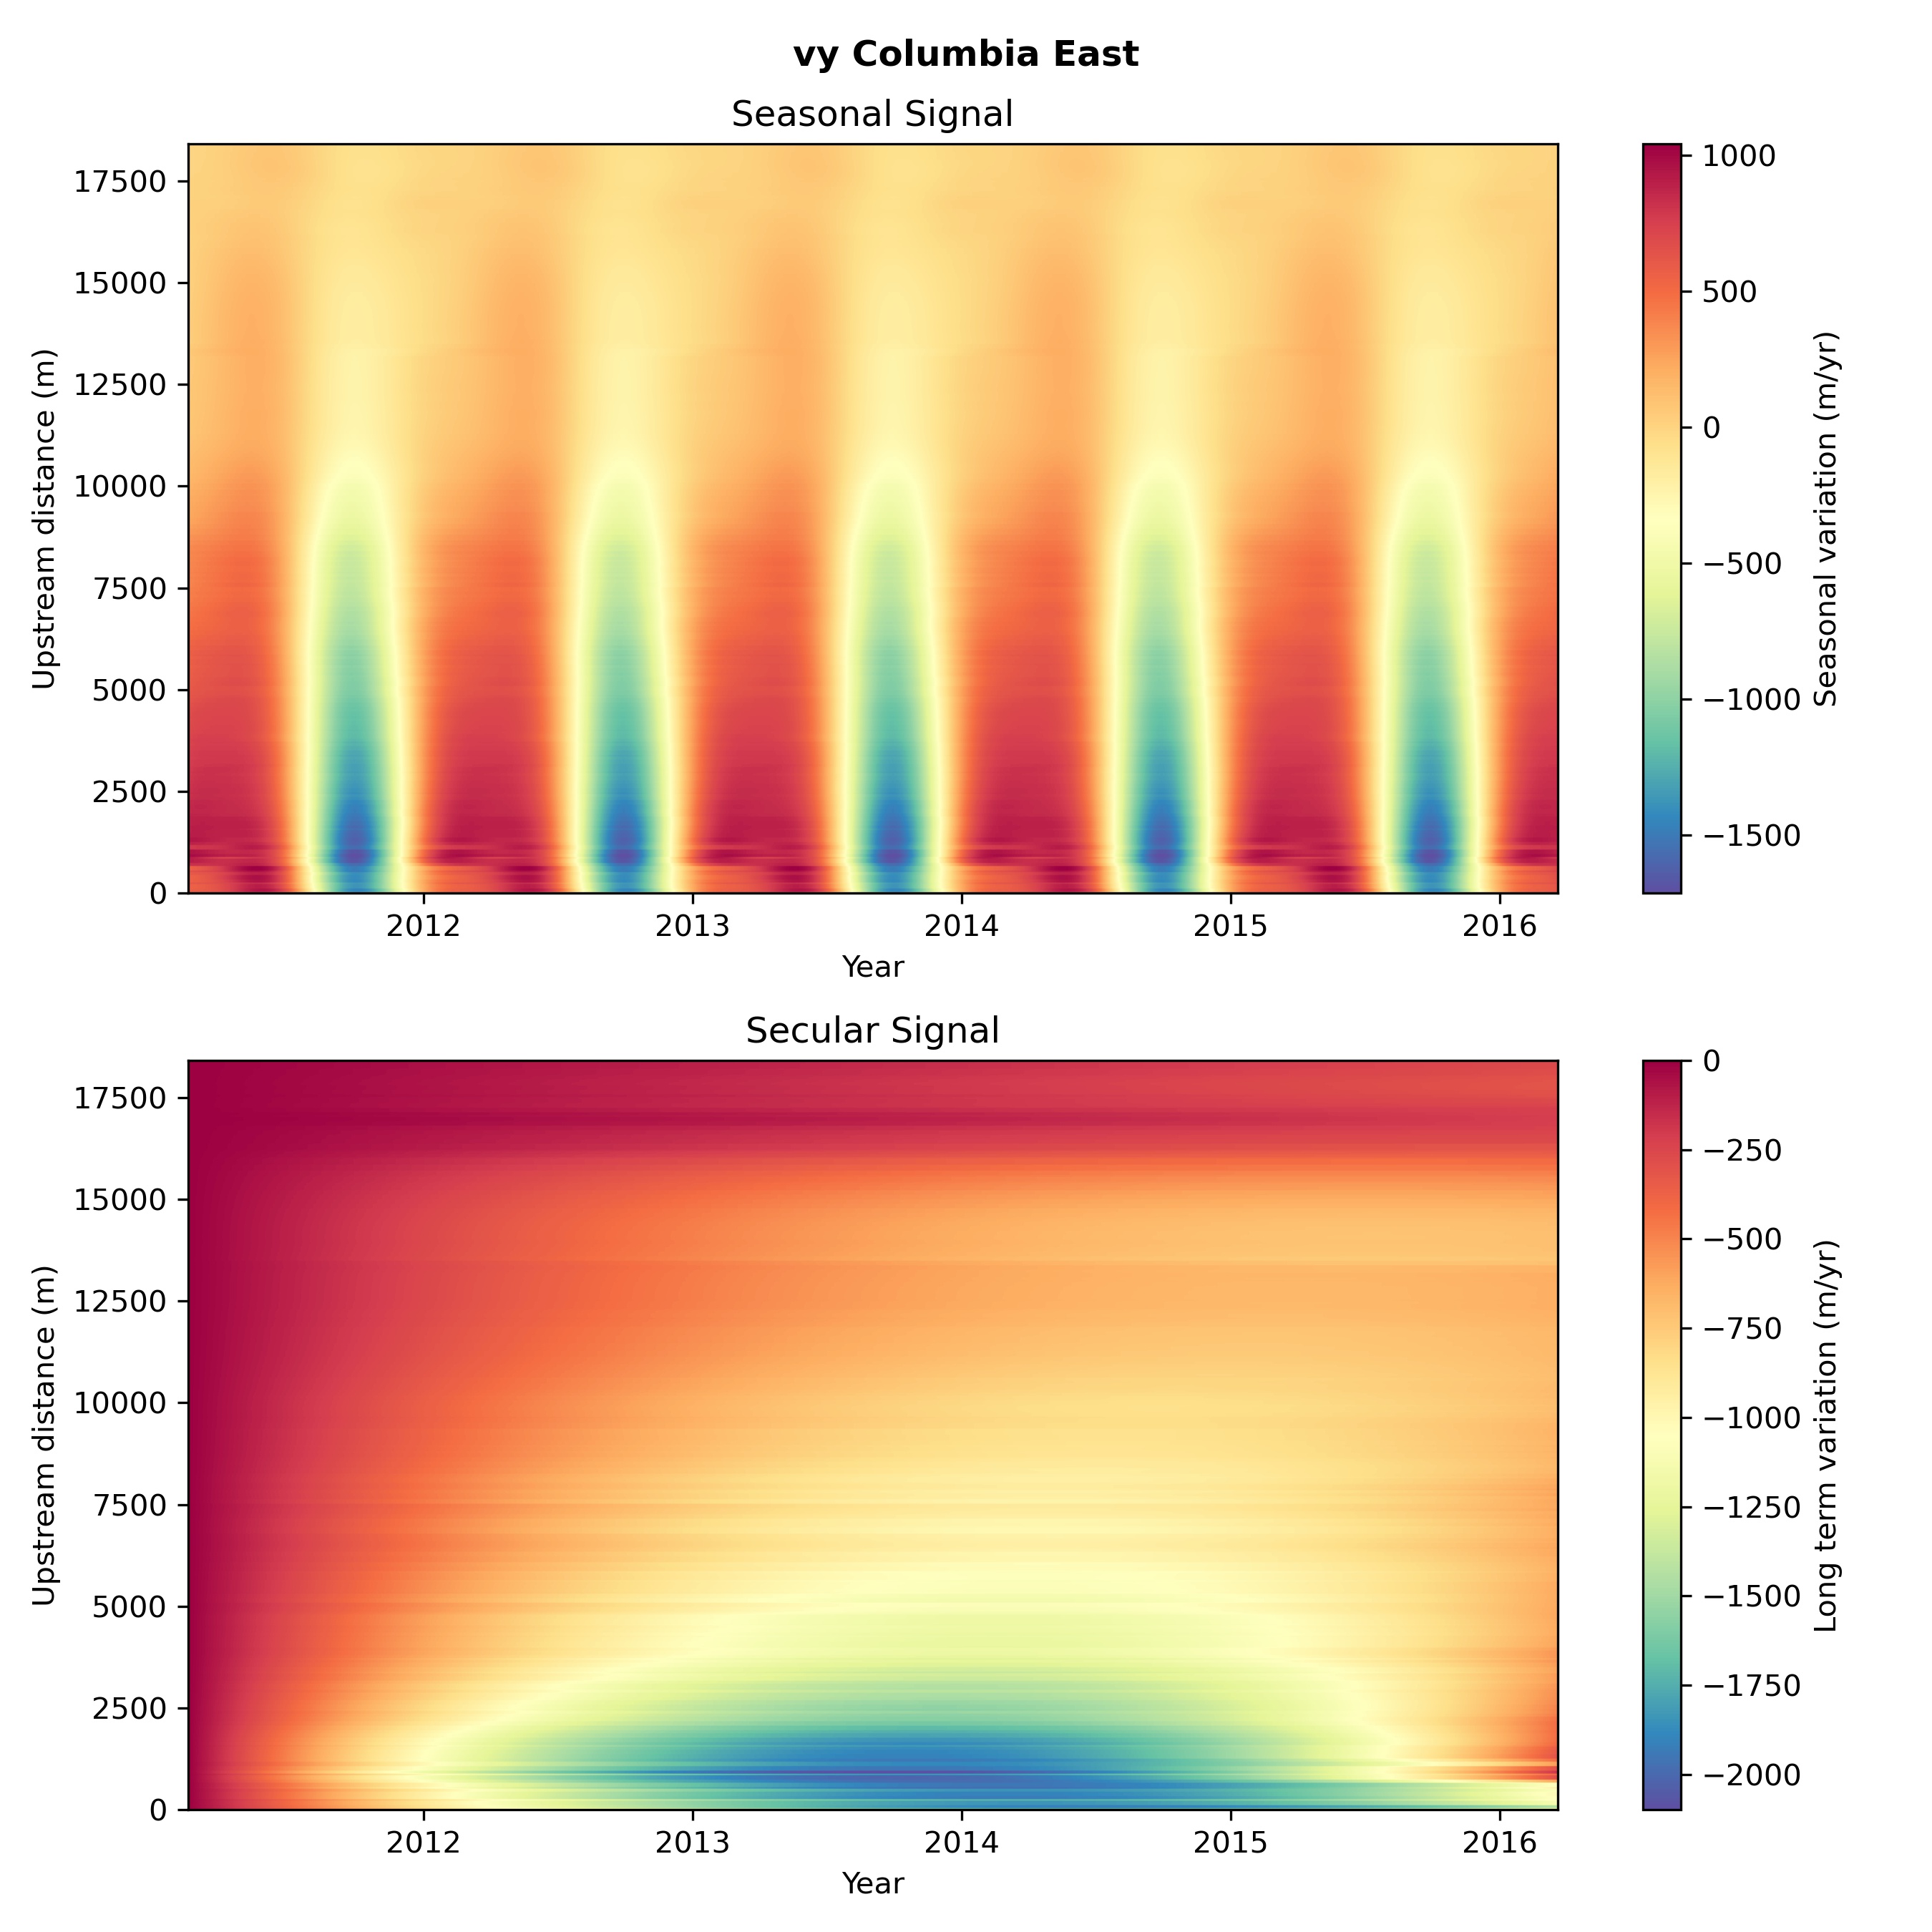 vy Columbia East
Seasonal Signal
17500
15000
12500
10000
7500
5000
2500
0
Upstream distance (m)
2012 2013 2014 2015 2016
Year
1000
500
0
−500
−1000
−1500
Seasonal variation (m/yr)
Secular Signal
17500
15000
12500
10000
7500
5000
2500
0
Upstream distance (m)
2012 2013 2014 2015 2016
Year
0
−250
−500
−750
−1000
−1250
−1500
−1750
−2000
Long term variation (m/yr)